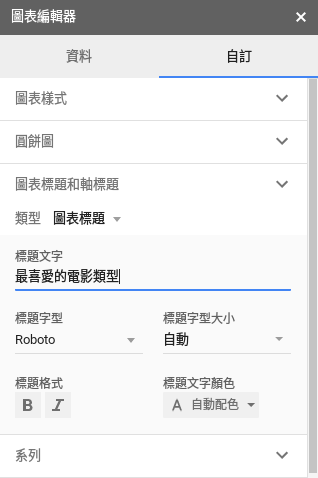 圖表編輯器 ×
資料 自訂
圖表樣式
圓餅圖
圖表標題和軸標題
類型 圖表標題
標題文字
最喜愛的電影類型
標題字型 標題字型大小
Roboto 自動
標題格式 標題文字顏色
B I A 自動配色
系列